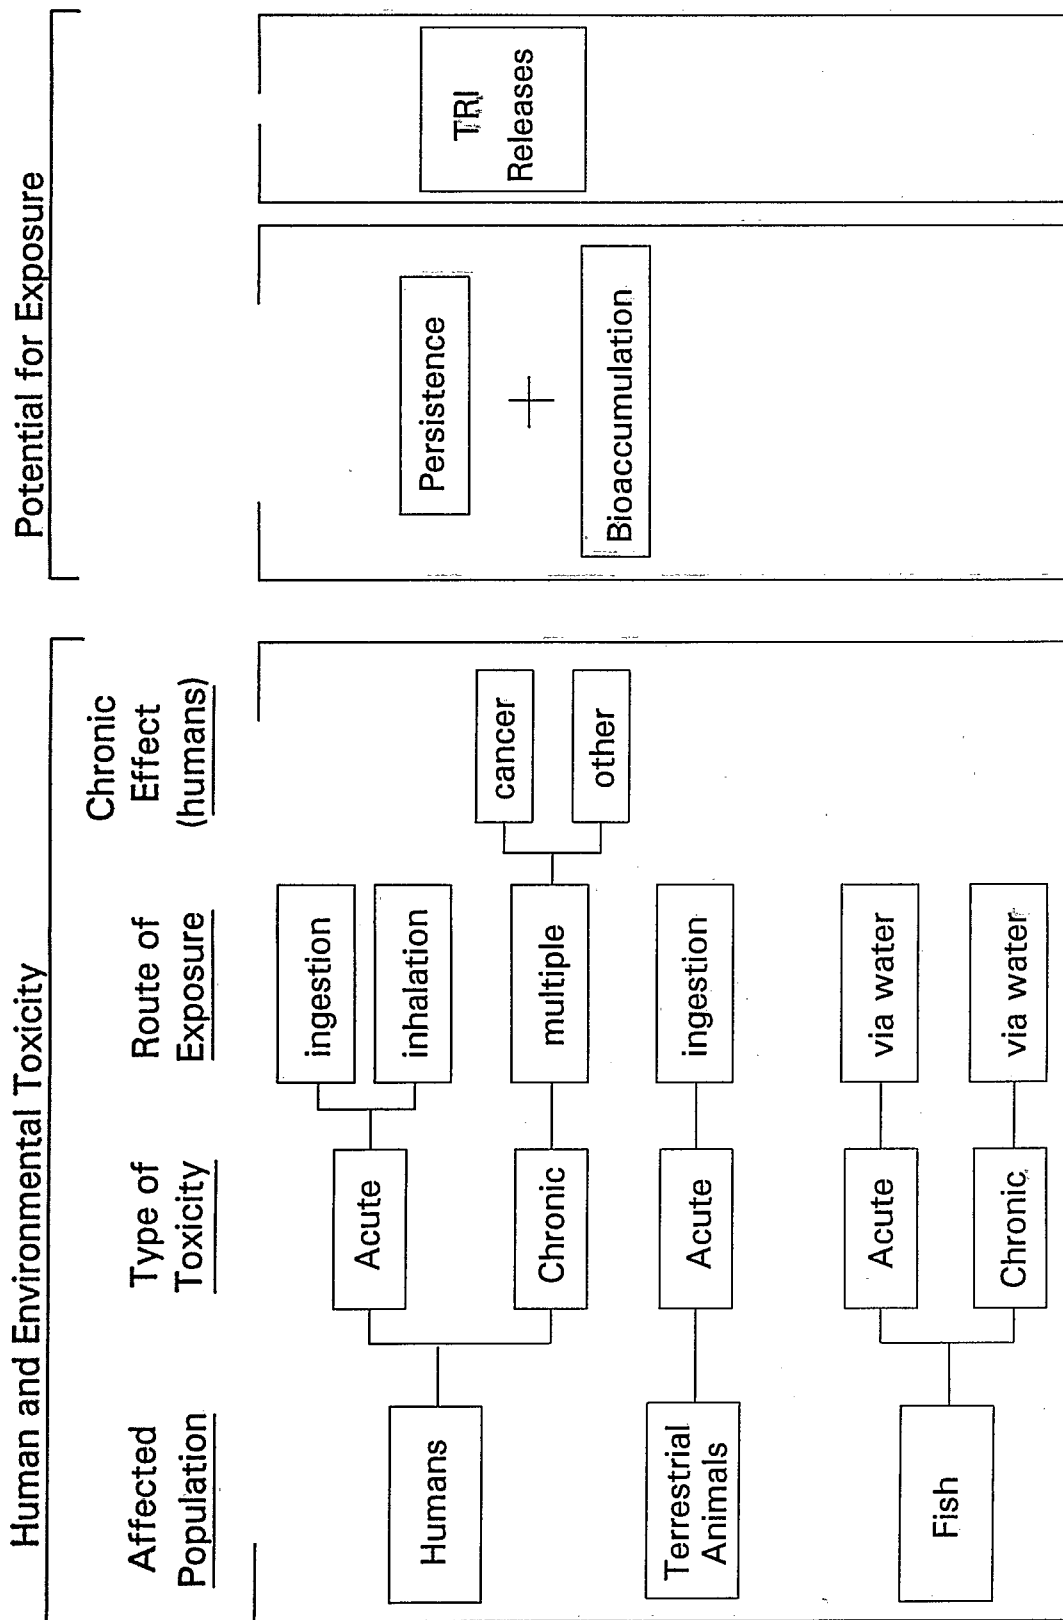 Human and Environmental Toxicity
Potential for Exposure
Affected
Population
Type of
Toxicity
Route of
Exposure
Chronic
Effect
(humans)
Humans
Acute
ingestion
inhalation
Chronic
multiple
cancer
other
Terrestrial
Animals
Acute
ingestion
Fish
Acute
via water
Chronic
via water
Persistence
+
Bioaccumulation
TRI
Releases